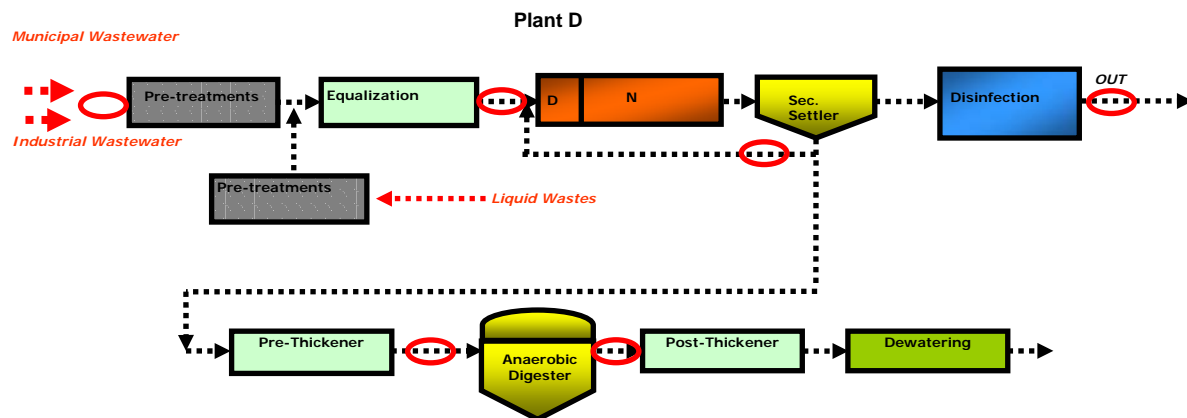 Plant D
Municipal Wastewater
Pre-treatments
Equalization
D
N
Sec.
Settler
Disinfection
OUT
Industrial Wastewater
Pre-treatments
Liquid Wastes
Pre-Thickener
Anaerobic
Digester
Post-Thickener
Dewatering